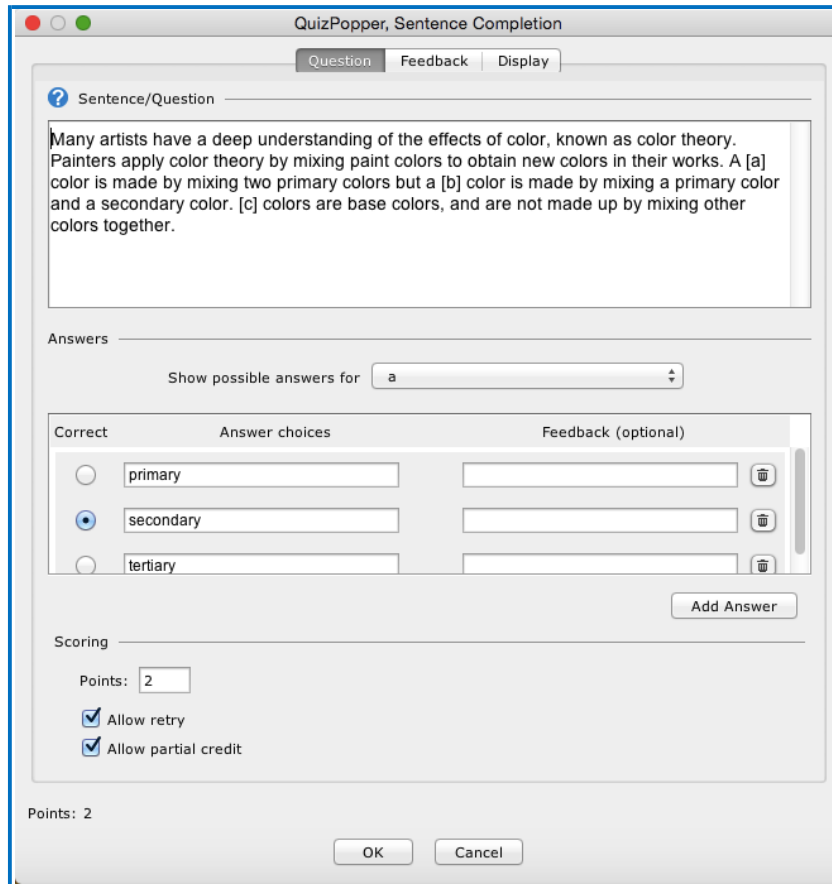 QuizPopper, Sentence Completion
Question Feedback Display
? Sentence/Question
Many artists have a deep understanding of the effects of color, known as color theory.
Painters apply color theory by mixing paint colors to obtain new colors in their works. A [a]
color is made by mixing two primary colors but a [b] color is made by mixing a primary color
and a secondary color. [c] colors are base colors, and are not made up by mixing other
colors together.
Answers
Show possible answers for a
Correct Answer choices Feedback (optional)
primary
secondary
tertiary
Add Answer
Scoring
Points: 2
Allow retry
Allow partial credit
Points: 2
OK Cancel